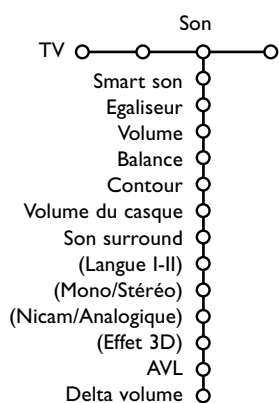 Son
TV
Smart son
Egaliseur
Volume
Balance
Contour
Volume du casque
Son surround
(Langue I-II)
(Mono/Stéréo)
(Nicam/Analogique)
(Effet 3D)
AVL
Delta volume